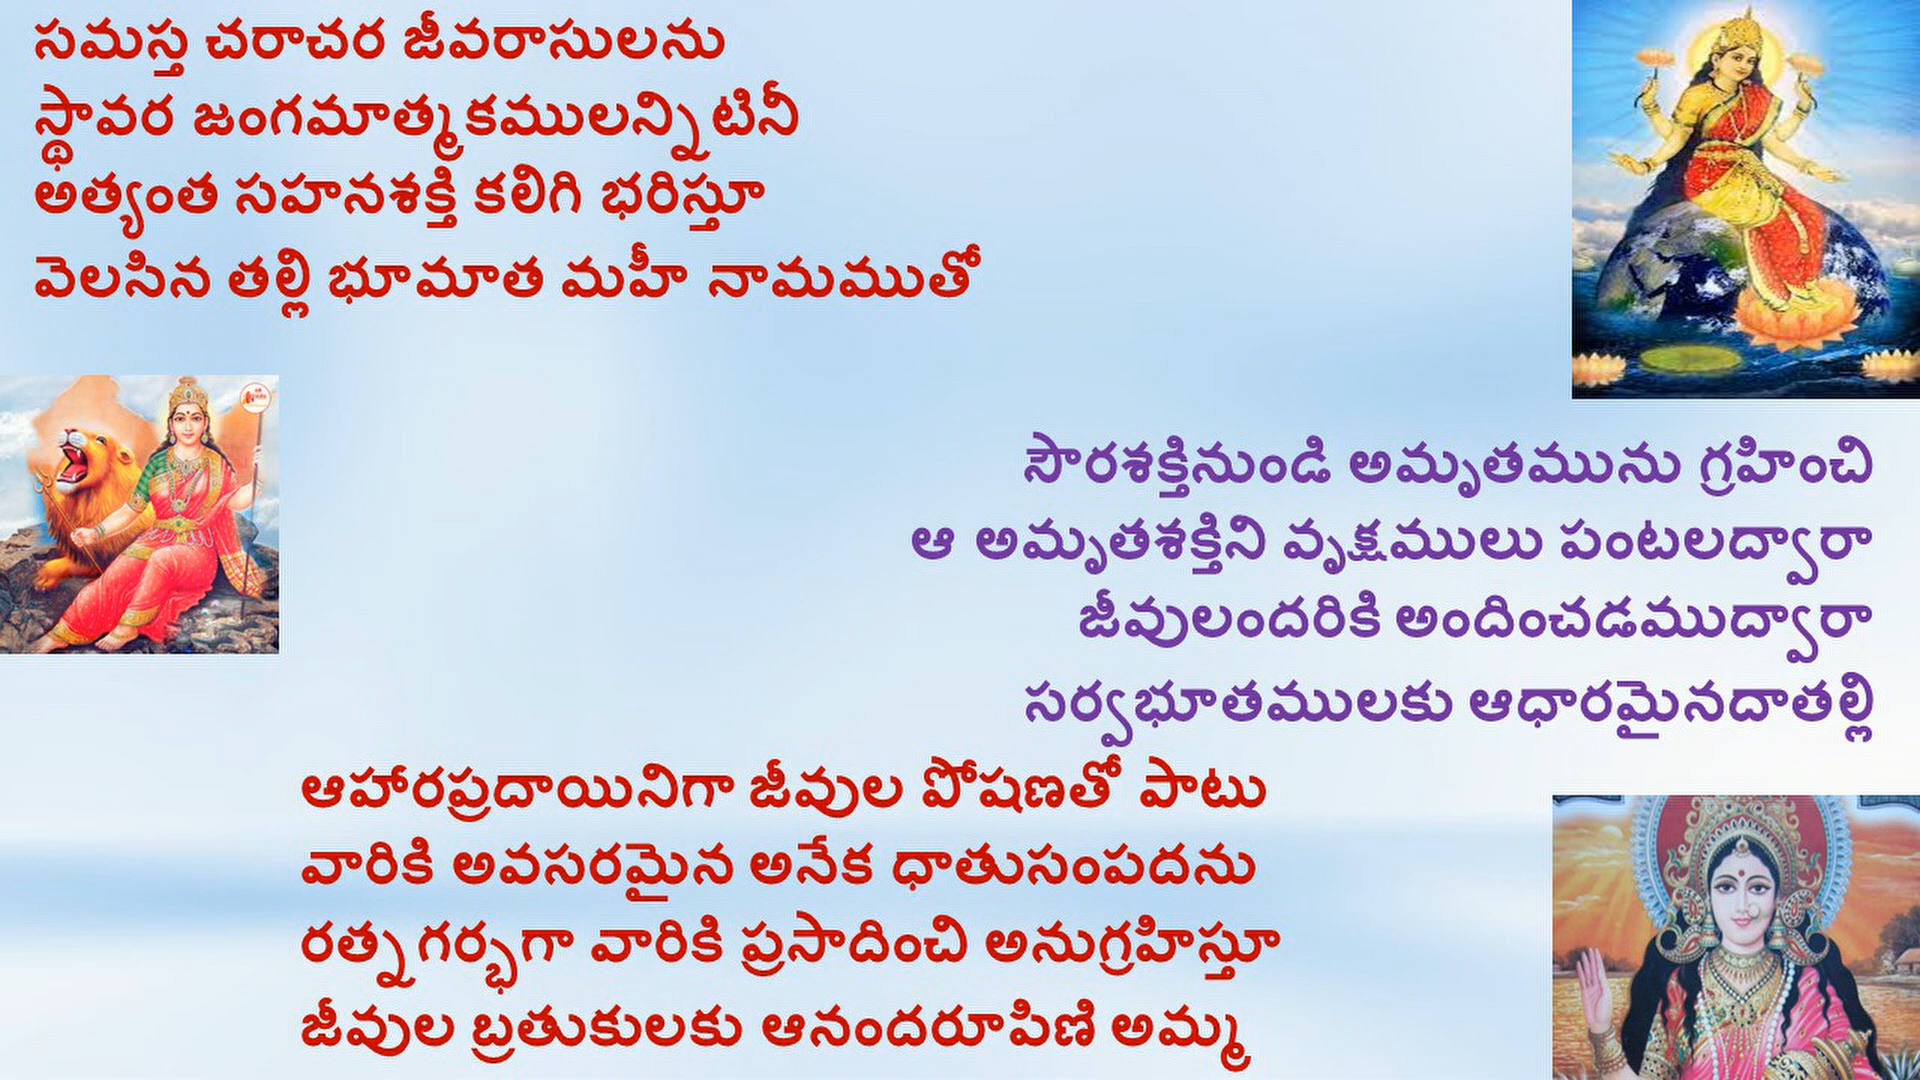 సమస్త చరాచర జీవరాసులను
స్థావర జంగమాత్మకములన్నిటినీ
అత్యంత సహనశక్తి కలిగి భరిస్తూ
వెలసిన తల్లి భూమాత మహీ నామముతో
సౌరశక్తినుండి అమృతమును గ్రహించి
ఆ అమృతశక్తిని వృక్షములు పంటలద్వారా
జీవులందరికి అందించడముద్వారా
సర్వభూతములకు ఆధారమైనదాతల్లి
ఆహారప్రదాయినిగా జీవుల పోషణతో పాటు
వారికి అవసరమైన అనేక ధాతుసంపదను
రత్నగర్భగా వారికి ప్రసాదించి అనుగ్రహిస్తూ
జీవుల బ్రతుకులకు ఆనందరూపిణి అమ్మ